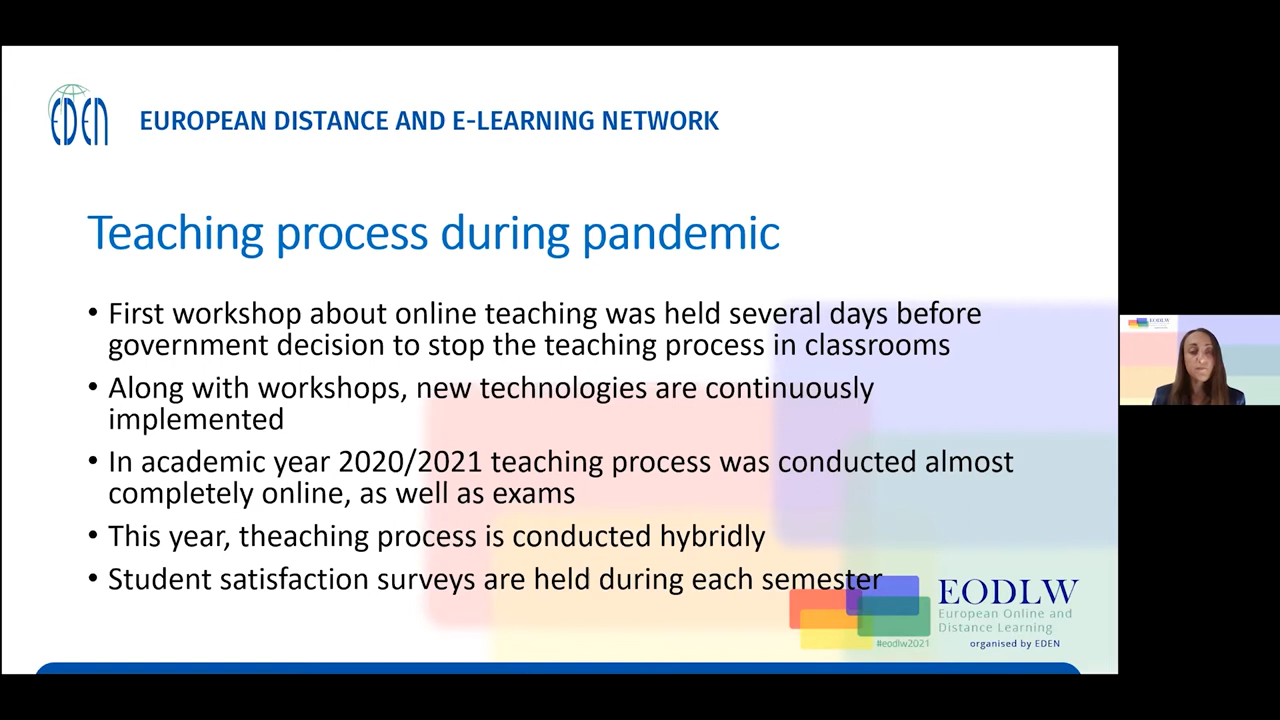 EDEN
EUROPEAN DISTANCE AND E-LEARNING NETWORK
Teaching process during pandemic
• First workshop about online teaching was held several days before
government decision to stop the teaching process in classrooms
• Along with workshops, new technologies are continuously
implemented
• In academic year 2020/2021 teaching process was conducted almost
completely online, as well as exams
• This year, theaching process is conducted hybridly
• Student satisfaction surveys are held during each semester
EODLW
European Online and
Distance Learning
#eodlw2021
organised by EDEN
EODLW